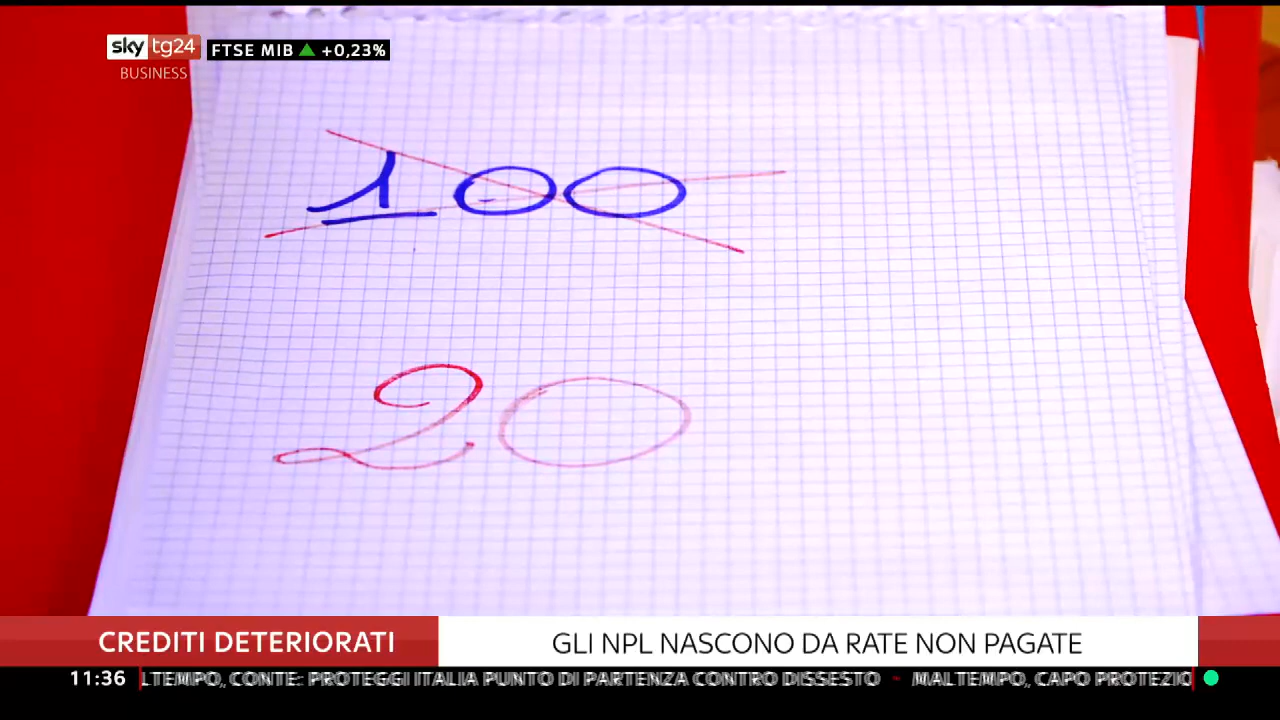 sky tg24
FTSE MIB +0,23%
BUSINESS
100
20
CREDITI DETERIORATI
GLI NPL NASCONO DA RATE NON PAGATE
11:36
LTEMPO, CONTE: PROTEGGI ITALIA PUNTO DI PARTENZA CONTRO DISSESTO - MALTEMPO, CAPO PROTEZIO